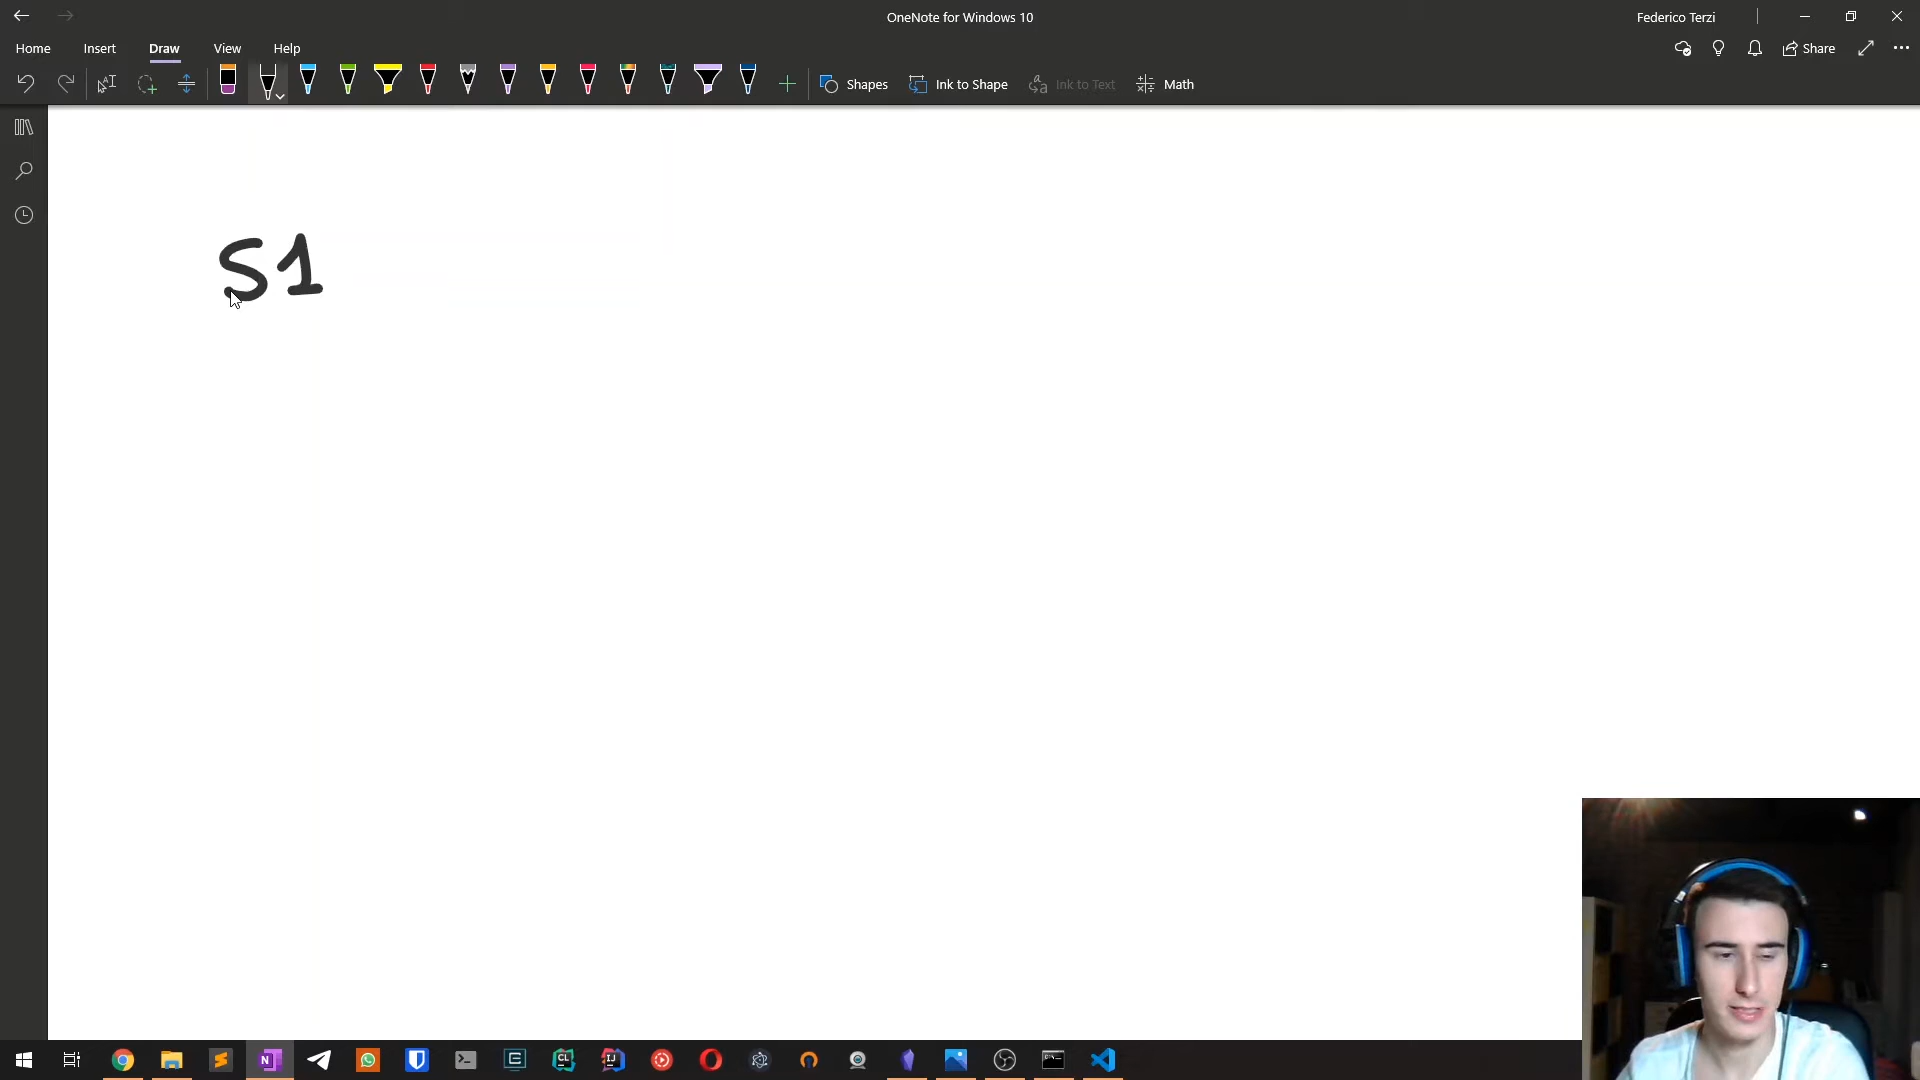 OneNote for Windows 10
Federico Terzi
Home Insert Draw View Help
Share
Shapes Ink to Shape Ink to Text Math
S1